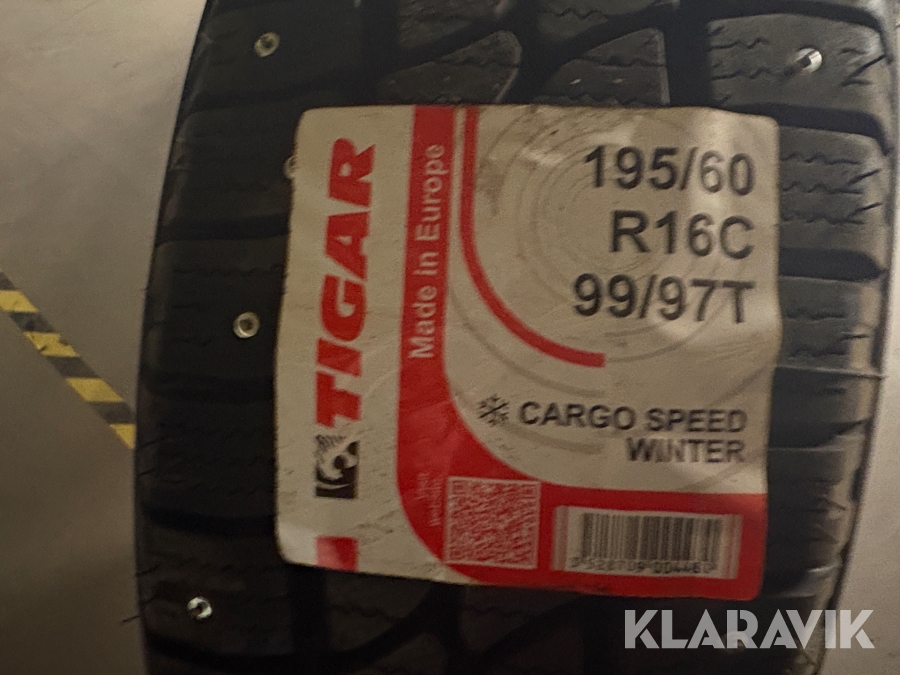 TIGAR
Made in Europe
195/60
R16C
99/97T
CARGO SPEED
WINTER
KLARAVIK